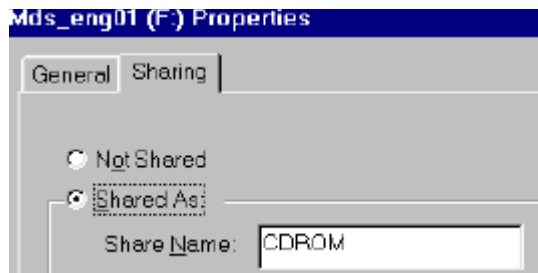 Mds_eng01 (F:) Properties
General Sharing
Not Shared
Shared As:
Share Name: CDROM